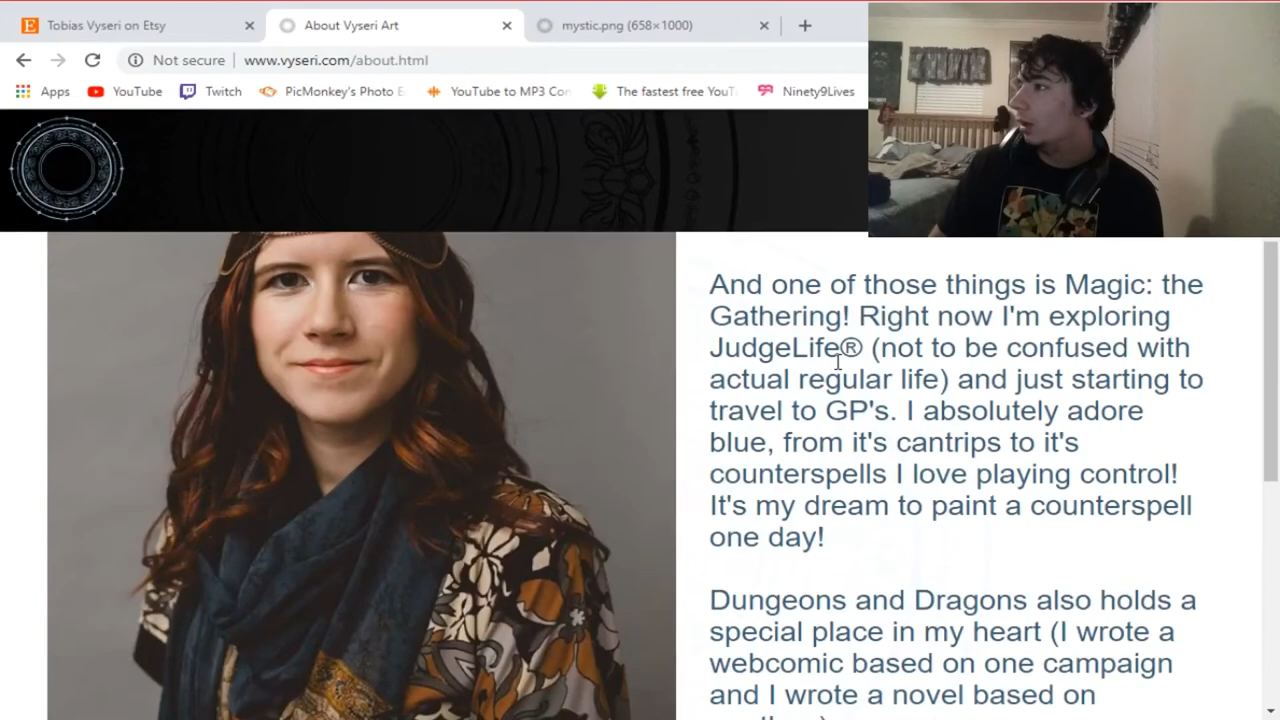 Tobias Vyseri on Etsy
About Vyseri Art
mystic.png (658×1000)
Not secure
www.vyseri.com/about.html
Apps
YouTube
Twitch
PicMonkey's Photo E
YouTube to MP3 Con
The fastest free YouT
Ninety9Lives
And one of those things is Magic: the
Gathering! Right now I'm exploring
JudgeLife® (not to be confused with
actual regular life) and just starting to
travel to GP's. I absolutely adore
blue, from it's cantrips to it's
counterspells I love playing control!
It's my dream to paint a counterspell
one day!
Dungeons and Dragons also holds a
special place in my heart (I wrote a
webcomic based on one campaign
and I wrote a novel based on